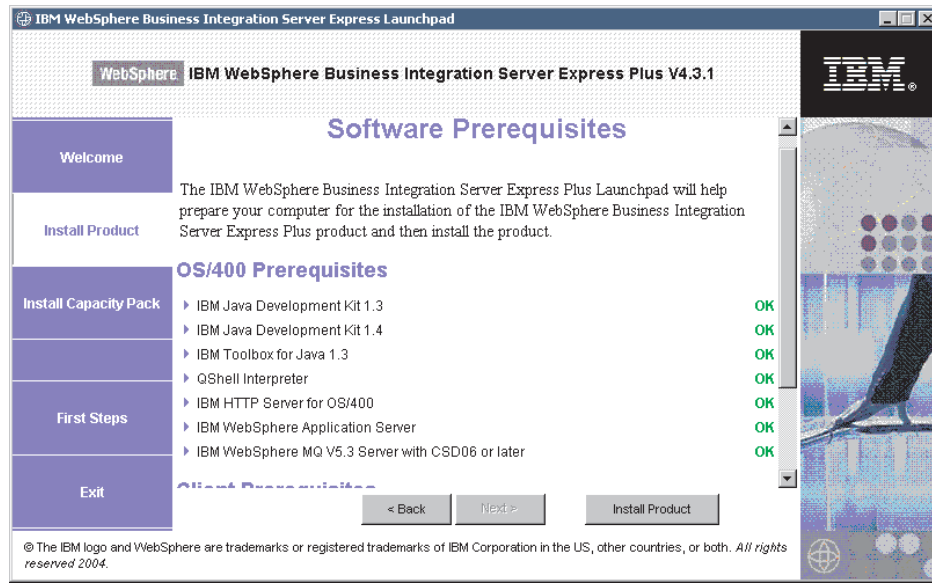 IBM WebSphere Business Integration Server Express Launchpad
WebSphere. IBM WebSphere Business Integration Server Express Plus V4.3.1
IBM®
Welcome
Install Product
Install Capacity Pack
First Steps
Exit
Software Prerequisites
The IBM WebSphere Business Integration Server Express Plus Launchpad will help
prepare your computer for the installation of the IBM WebSphere Business Integration
Server Express Plus product and then install the product.
OS/400 Prerequisites
IBM Java Development Kit 1.3 OK
IBM Java Development Kit 1.4 OK
IBM Toolbox for Java 1.3 OK
QShell Interpreter OK
IBM HTTP Server for OS/400 OK
IBM WebSphere Application Server OK
IBM WebSphere MQ V5.3 Server with CSD06 or later OK
Client Prerequisites
< Back
Next >
Install Product
© The IBM logo and WebSphere are trademarks or registered trademarks of IBM Corporation in the US, other countries, or both. All rights
reserved 2004.